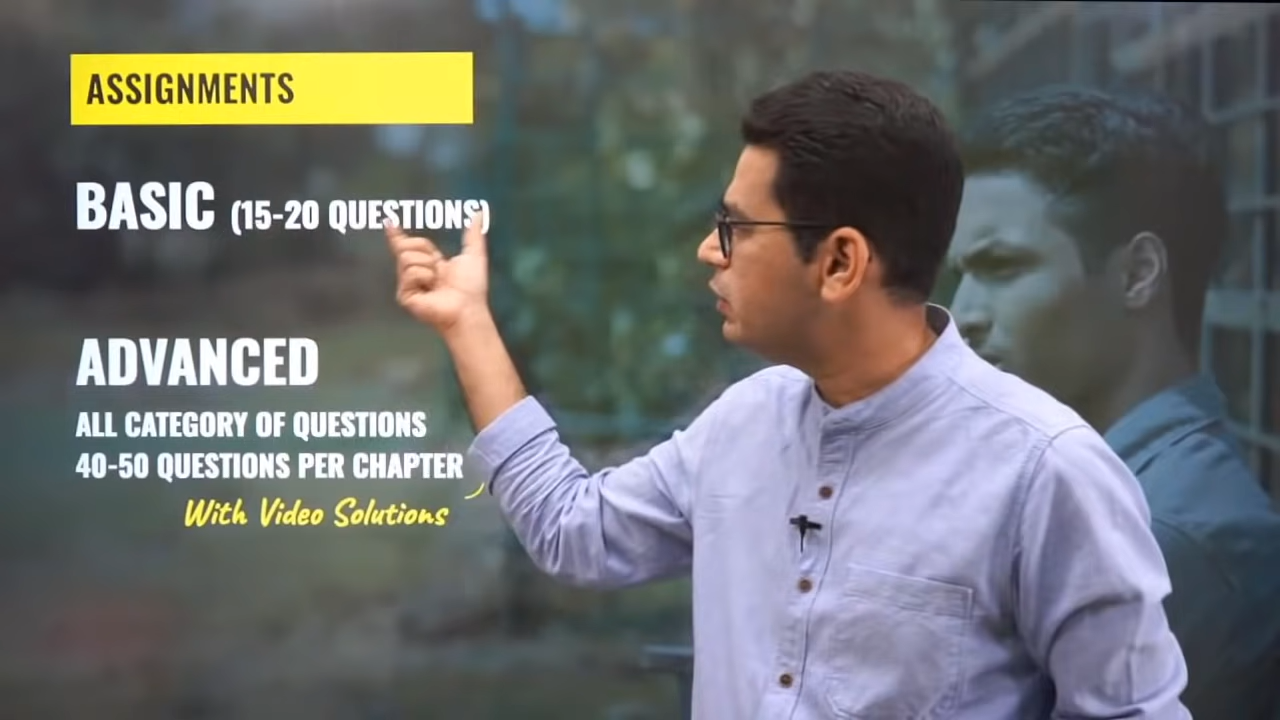 ASSIGNMENTS
BASIC (15-20 QUESTIONS)
ADVANCED
ALL CATEGORY OF QUESTIONS
40-50 QUESTIONS PER CHAPTER
With Video Solutions